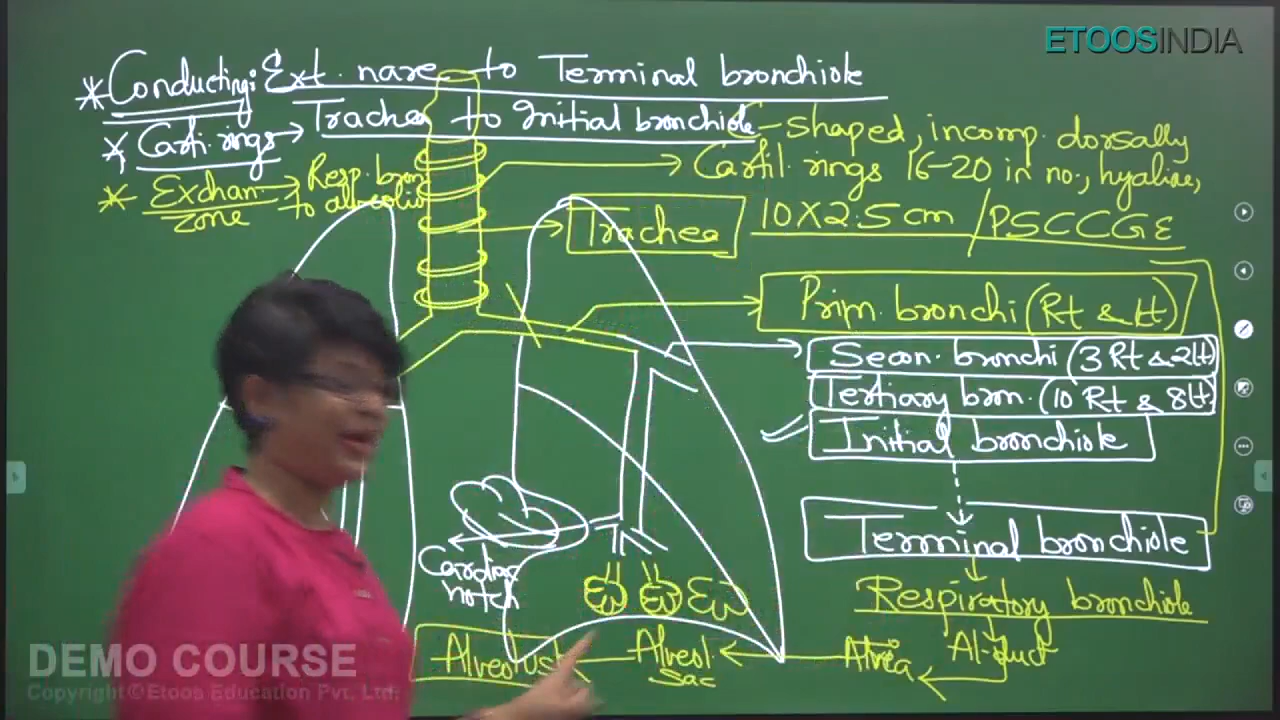 ETOOSINDIA
* Conducting: Ext. nare to Terminal bronchiole
* Carti. rings → Trachea to Initial bronchiole
* Exchan. zone → Resp. bron. to alveolus
C-shaped, incomp. dorsally
Cartil. rings 16-20 in no., hyaline,
Trachea 10X2.5cm / PSCCGE
Prim. bronchi (Rt & Lt)
Secon. bronchi (3 Rt & 2 Lt)
Tertiary bron. (10 Rt & 8 Lt)
Initial bronchiole
Terminal bronchiole
Respiratory bronchiole
Cardiac
notch
Al. duct
Atria
Alveol.
sac
Alveolus
DEMO COURSE
Copyright © Etoos Education Pvt. Ltd.